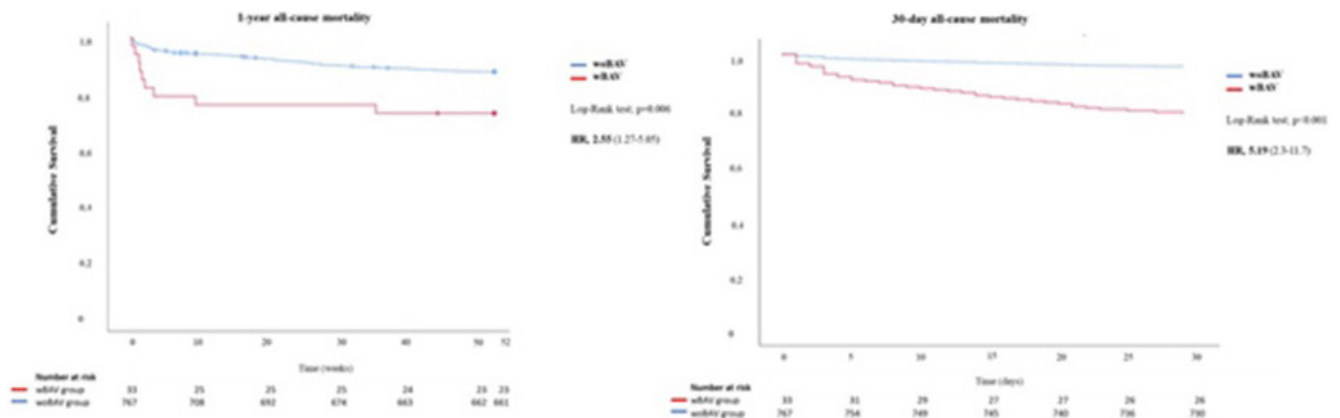 1-year all-cause mortality
Cumulative Survival
1,0
0,8
0,6
0,4
0,2
0
0 10 20 30 40 50 52
Time (weeks)
woBAV
wBAV
Log-Rank test; p=0.006
HR, 2.55 (1.27-5.05)
Number at risk
wBAV group 33 25 25 25 24 23 23
woBAV group 767 708 692 674 663 662 661
30-day all-cause mortality
Cumulative Survival
1,0
0,8
0,6
0,4
0,2
0
0 5 10 15 20 25 30
Time (days)
woBAV
wBAV
Log-Rank test; p<0.001
HR, 5.19 (2.3-11.7)
Number at risk
wBAV group 33 31 29 27 27 26 26
woBAV group 767 754 749 745 740 736 730